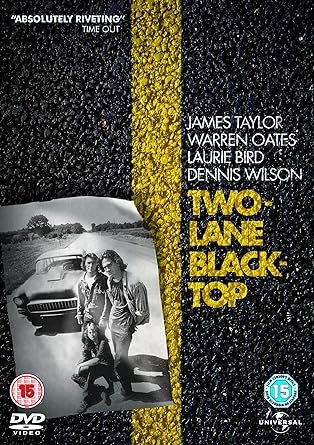 "ABSOLUTELY RIVETING"
TIME OUT
JAMES TAYLOR
WARREN OATES
LAURIE BIRD
DENNIS WILSON
TWO-
LANE
BLACK-
TOP
15
DVD
VIDEO
15
UNIVERSAL